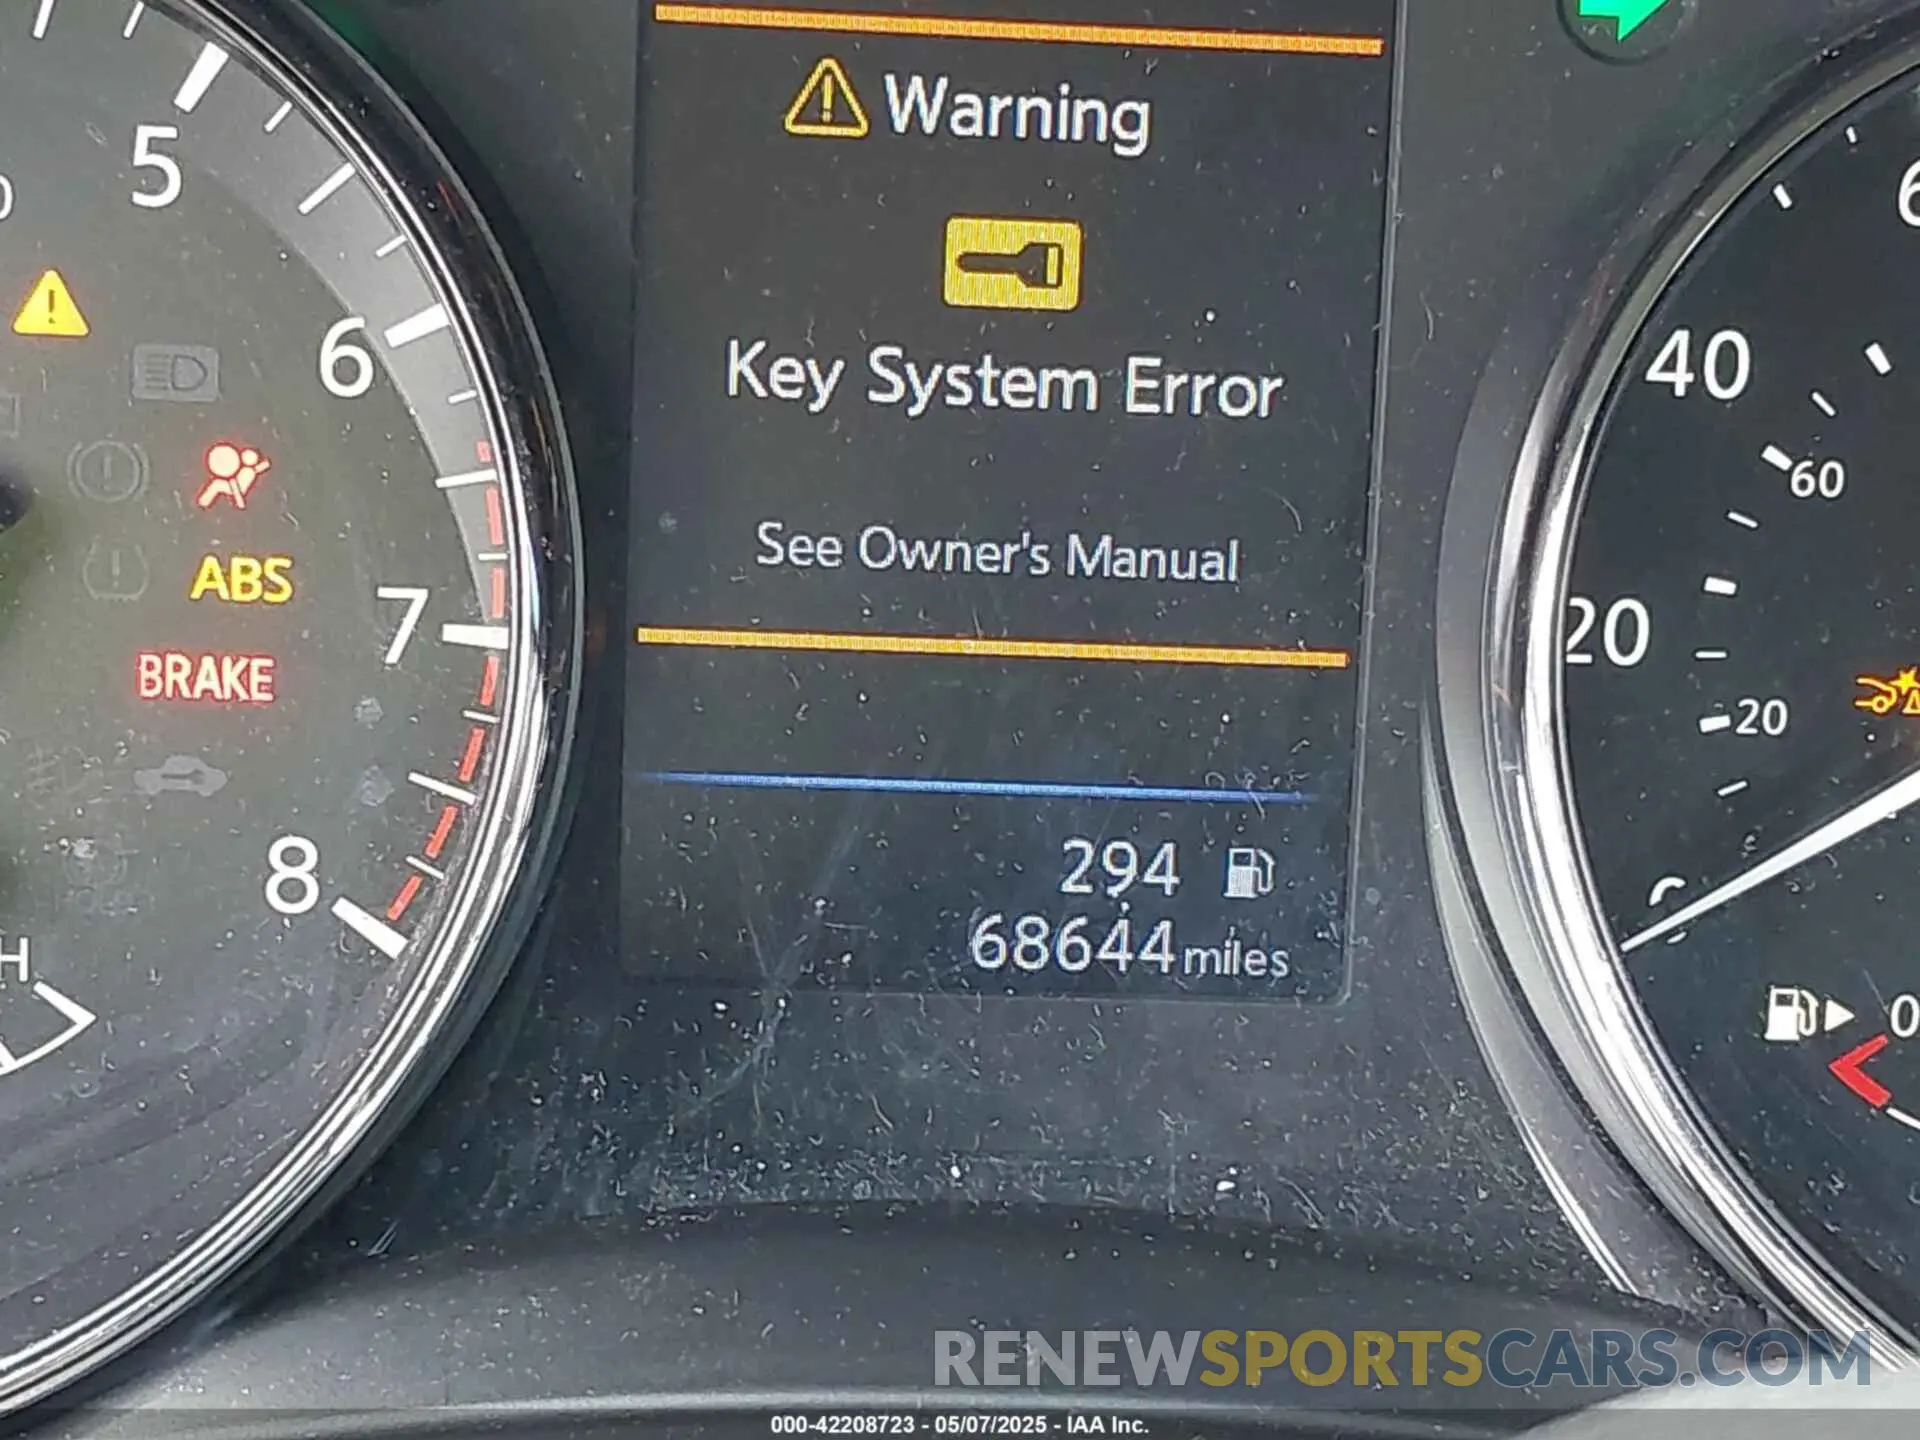 Warning
Key System Error
See Owner's Manual
294
68644 miles
5
6
7
8
H
ABS
BRAKE
40
60
20
20
0
RENEWSPORTSCARS.COM
000-42208723 - 05/07/2025 - IAA Inc.